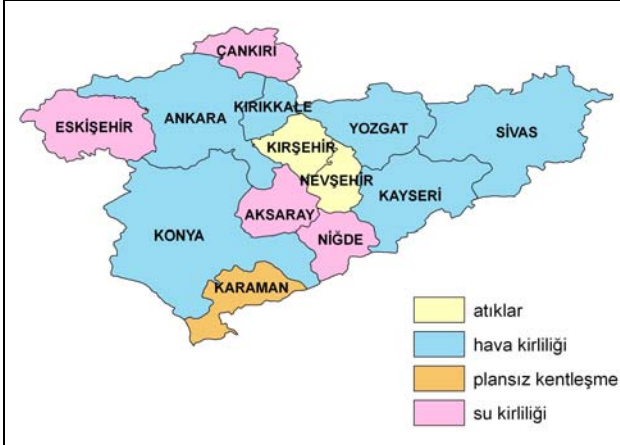 ÇANKIRI
ANKARA
KIRIKKALE
ESKİŞEHİR
YOZGAT
SİVAS
KIRŞEHİR
NEVŞEHİR
KAYSERİ
AKSARAY
KONYA
NİĞDE
KARAMAN
atıklar
hava kirliliği
plansız kentleşme
su kirliliği